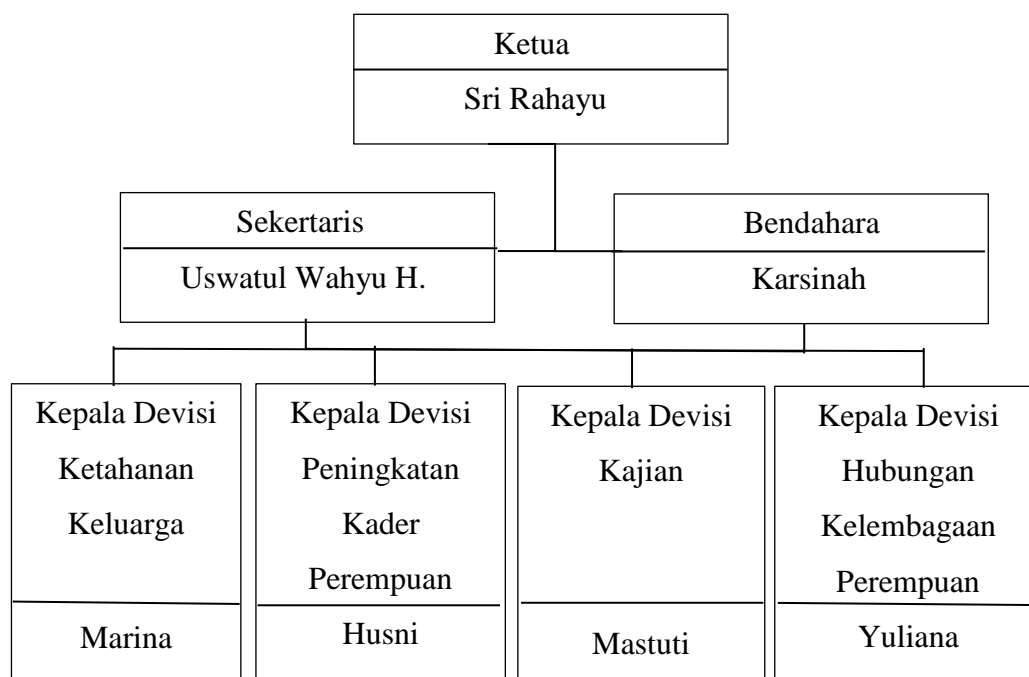 Ketua
Sri Rahayu
Sekertaris
Uswatul Wahyu H.
Bendahara
Karsinah
Kepala Devisi
Ketahanan
Keluarga
Marina
Kepala Devisi
Peningkatan
Kader
Perempuan
Husni
Kepala Devisi
Kajian
Mastuti
Kepala Devisi
Hubungan
Kelembagaan
Perempuan
Yuliana